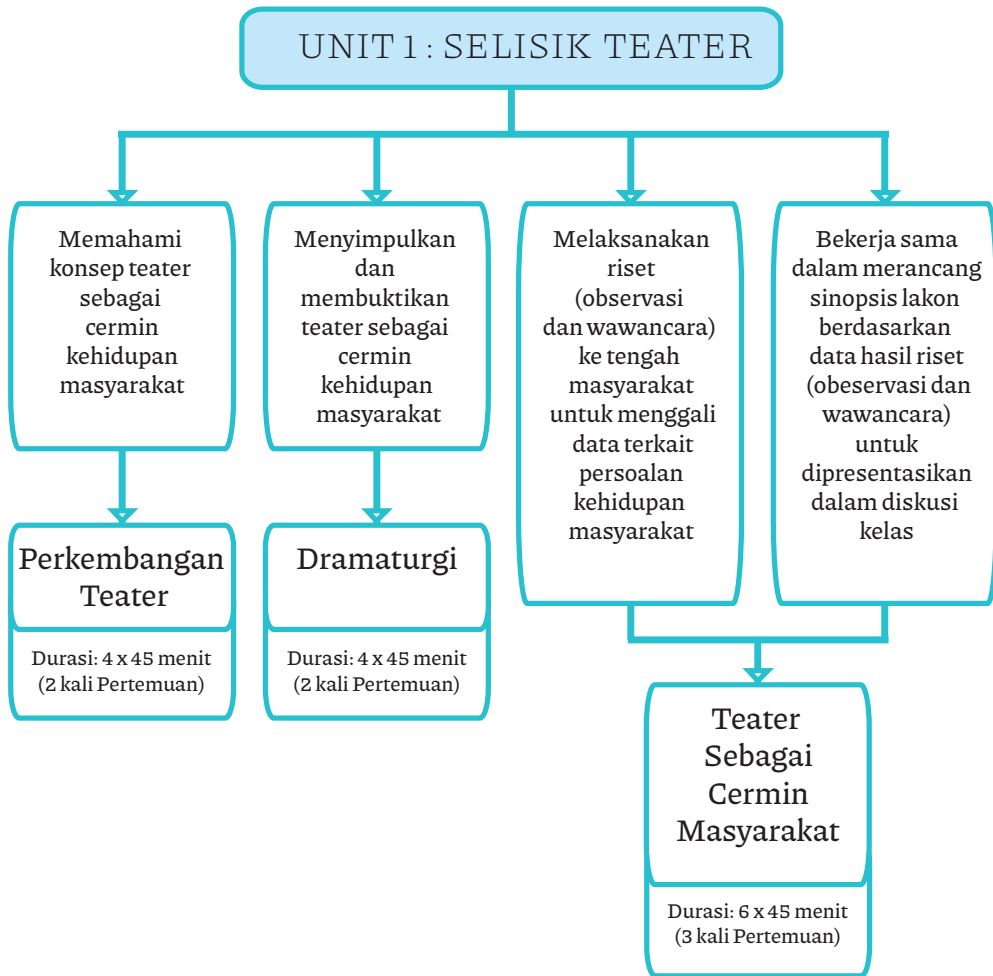 UNIT 1 : SELISIK TEATER
Memahami
konsep teater
sebagai
cermin
kehidupan
masyarakat
Perkembangan
Teater
Durasi: 4 x 45 menit
(2 kali Pertemuan)
Menyimpulkan
dan
membuktikan
teater sebagai
cermin
kehidupan
masyarakat
Dramaturgi
Durasi: 4 x 45 menit
(2 kali Pertemuan)
Melaksanakan
riset
(observasi
dan wawancara)
ke tengah
masyarakat
untuk menggali
data terkait
persoalan
kehidupan
masyarakat
Bekerja sama
dalam merancang
sinopsis lakon
berdasarkan
data hasil riset
(obeservasi dan
wawancara)
untuk
dipresentasikan
dalam diskusi
kelas
Teater
Sebagai
Cermin
Masyarakat
Durasi: 6 x 45 menit
(3 kali Pertemuan)